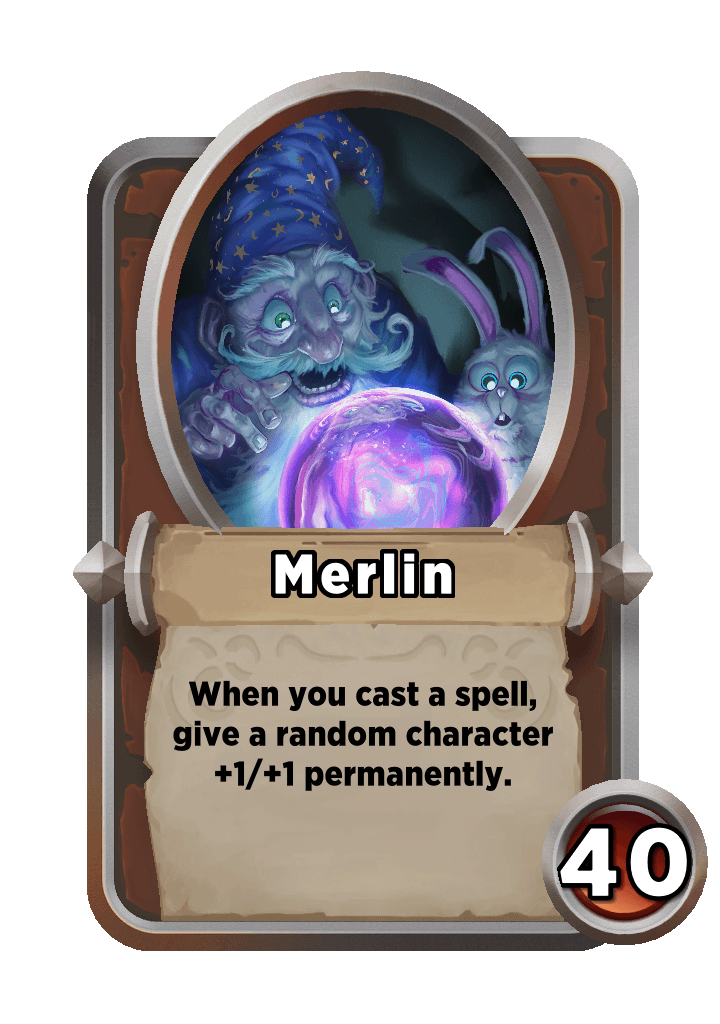 Merlin
When you cast a spell,
give a random character
+1/+1 permanently.
40